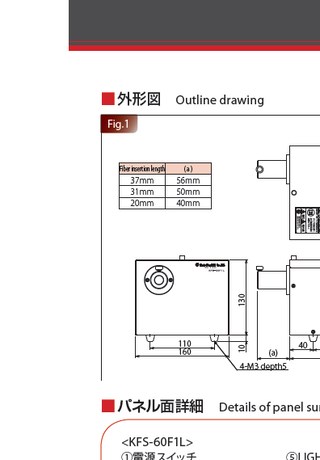 ■外形図 Outline drawing
Fig.1
Fiber insertion length (a)
37mm 56mm
31mm 50mm
20mm 40mm
130
10
110
160
(a)
40
4-M3 depth5
■パネル面詳細 Details of panel su
<KFS-60F1L>
①電源スイッチ ⑤LIGH